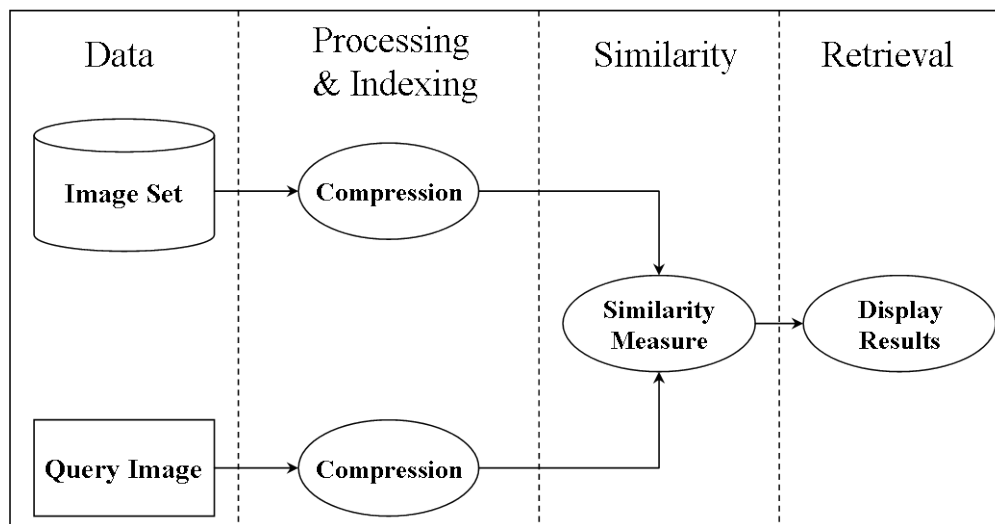 Data
Processing
& Indexing
Similarity
Retrieval
Image Set
Compression
Similarity
Measure
Display
Results
Query Image
Compression